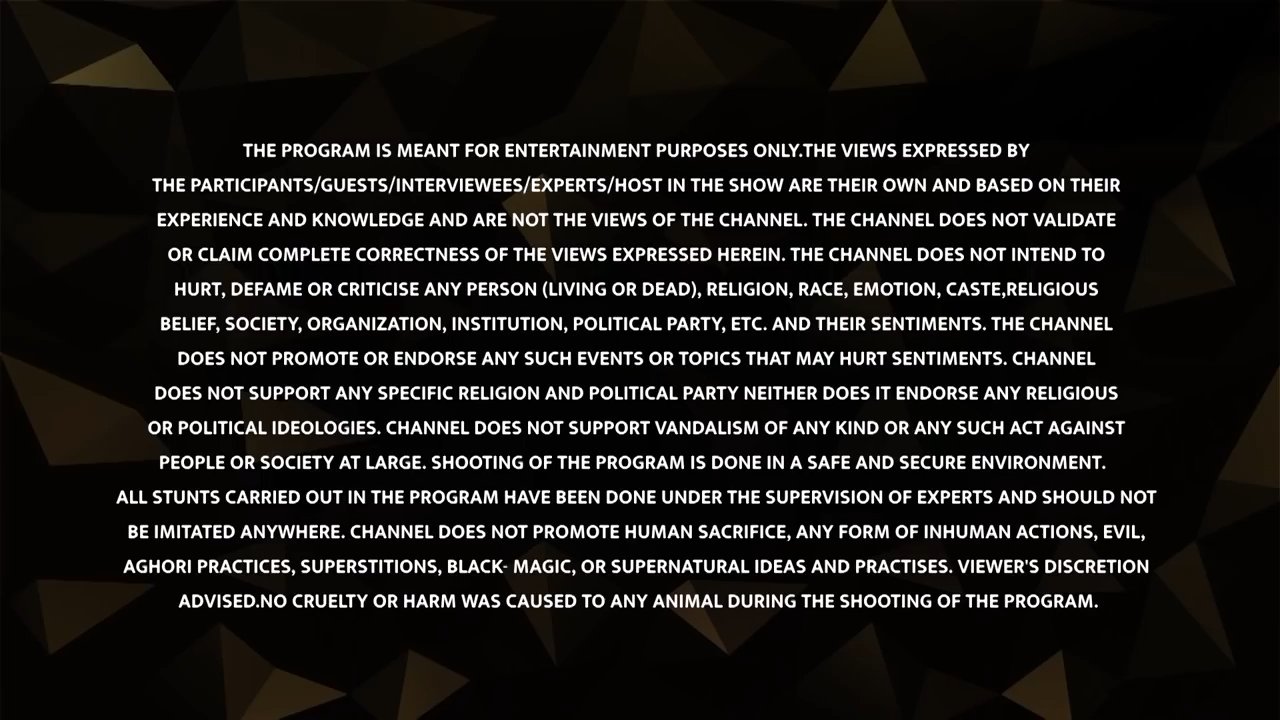 THE PROGRAM IS MEANT FOR ENTERTAINMENT PURPOSES ONLY.THE VIEWS EXPRESSED BY
THE PARTICIPANTS/GUESTS/INTERVIEWEES/EXPERTS/HOST IN THE SHOW ARE THEIR OWN AND BASED ON THEIR
EXPERIENCE AND KNOWLEDGE AND ARE NOT THE VIEWS OF THE CHANNEL. THE CHANNEL DOES NOT VALIDATE
OR CLAIM COMPLETE CORRECTNESS OF THE VIEWS EXPRESSED HEREIN. THE CHANNEL DOES NOT INTEND TO
HURT, DEFAME OR CRITICISE ANY PERSON (LIVING OR DEAD), RELIGION, RACE, EMOTION, CASTE,RELIGIOUS
BELIEF, SOCIETY, ORGANIZATION, INSTITUTION, POLITICAL PARTY, ETC. AND THEIR SENTIMENTS. THE CHANNEL
DOES NOT PROMOTE OR ENDORSE ANY SUCH EVENTS OR TOPICS THAT MAY HURT SENTIMENTS. CHANNEL
DOES NOT SUPPORT ANY SPECIFIC RELIGION AND POLITICAL PARTY NEITHER DOES IT ENDORSE ANY RELIGIOUS
OR POLITICAL IDEOLOGIES. CHANNEL DOES NOT SUPPORT VANDALISM OF ANY KIND OR ANY SUCH ACT AGAINST
PEOPLE OR SOCIETY AT LARGE. SHOOTING OF THE PROGRAM IS DONE IN A SAFE AND SECURE ENVIRONMENT.
ALL STUNTS CARRIED OUT IN THE PROGRAM HAVE BEEN DONE UNDER THE SUPERVISION OF EXPERTS AND SHOULD NOT
BE IMITATED ANYWHERE. CHANNEL DOES NOT PROMOTE HUMAN SACRIFICE, ANY FORM OF INHUMAN ACTIONS, EVIL,
AGHORI PRACTICES, SUPERSTITIONS, BLACK- MAGIC, OR SUPERNATURAL IDEAS AND PRACTISES. VIEWER'S DISCRETION
ADVISED.NO CRUELTY OR HARM WAS CAUSED TO ANY ANIMAL DURING THE SHOOTING OF THE PROGRAM.